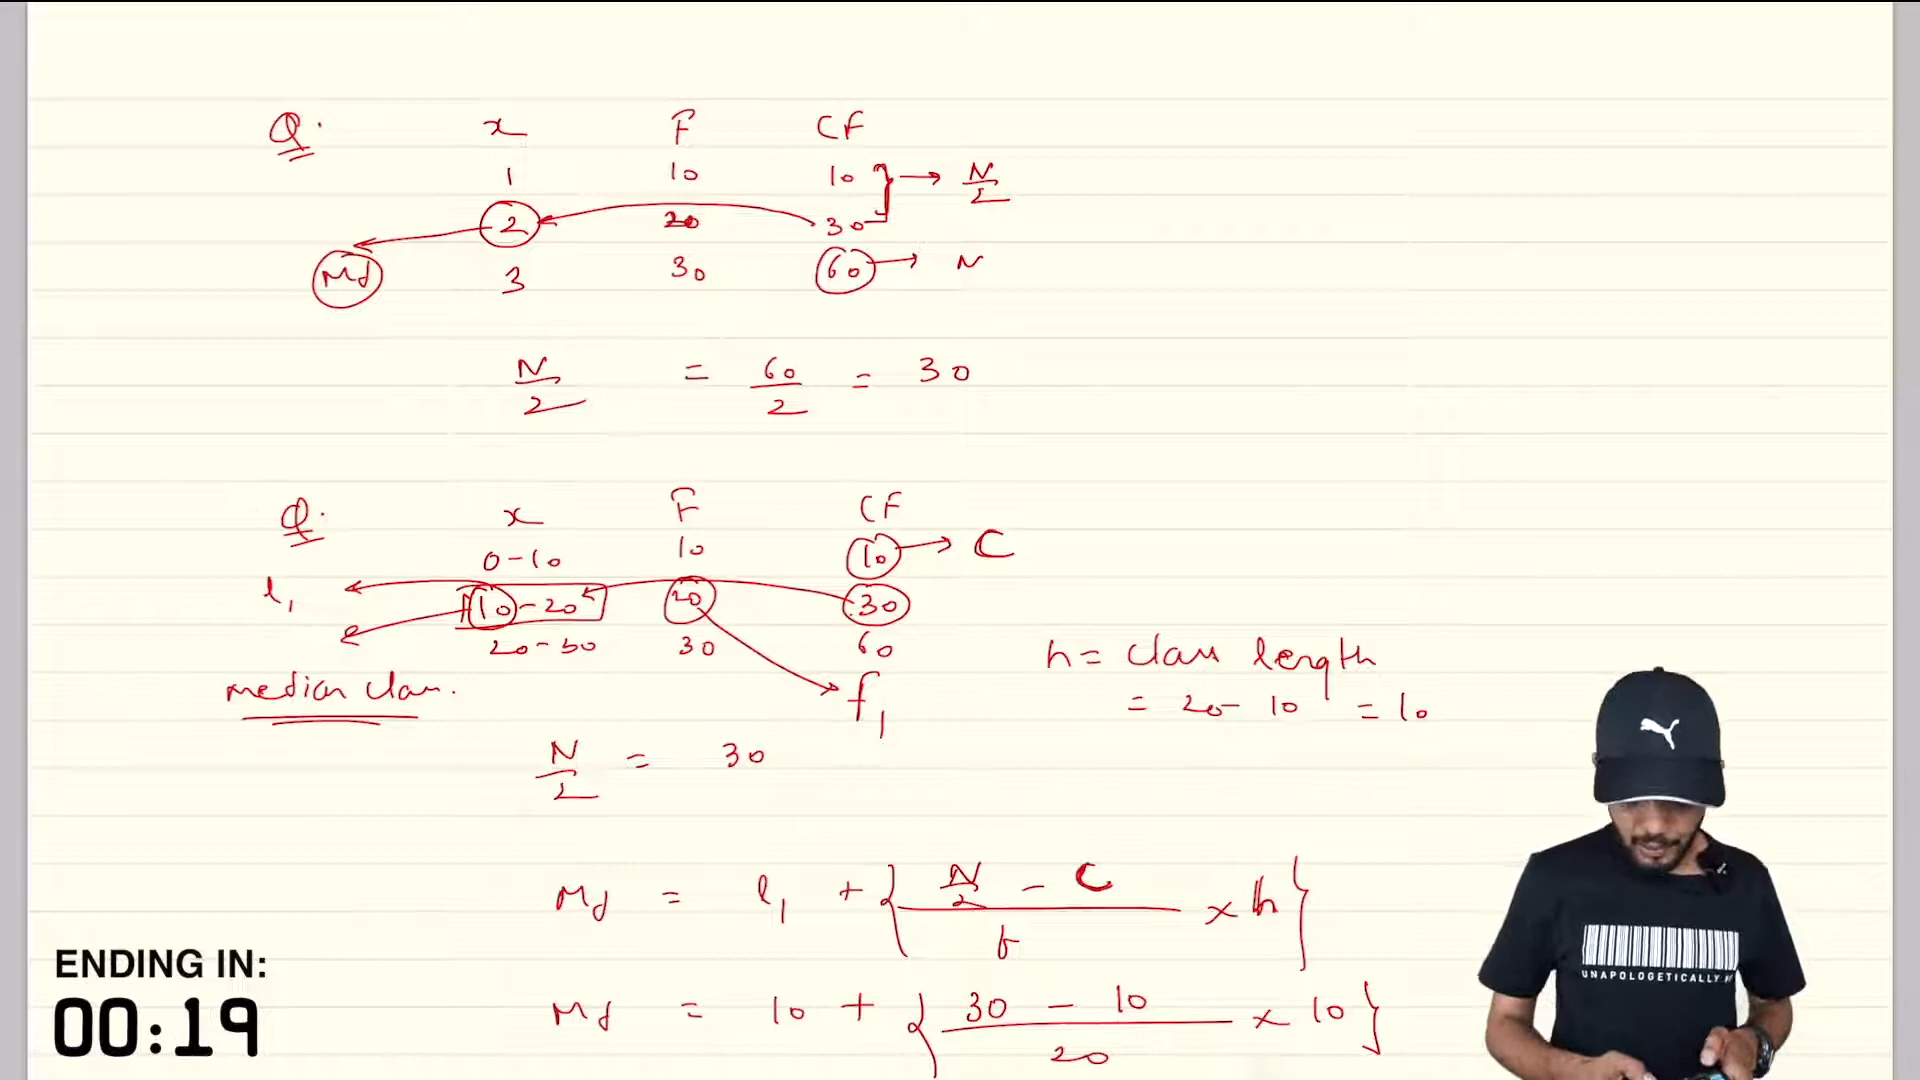 Q. x F CF
1 10 10 → N/2
2 20 30
Md 3 30 60 → N
N/2 = 60/2 = 30
Q. x F CF
0-10 10 10 → C
l₁ 10-20 20 30
20-30 30 60
h = class length
median class. f₁ = 20-10 = 10
N/2 = 30
Md = l₁ + { N/2 - C / f × h }
Md = 10 + { 30 - 10 / 20 × 10 }
ENDING IN:
00:19
UNAPOLOGETICALLY